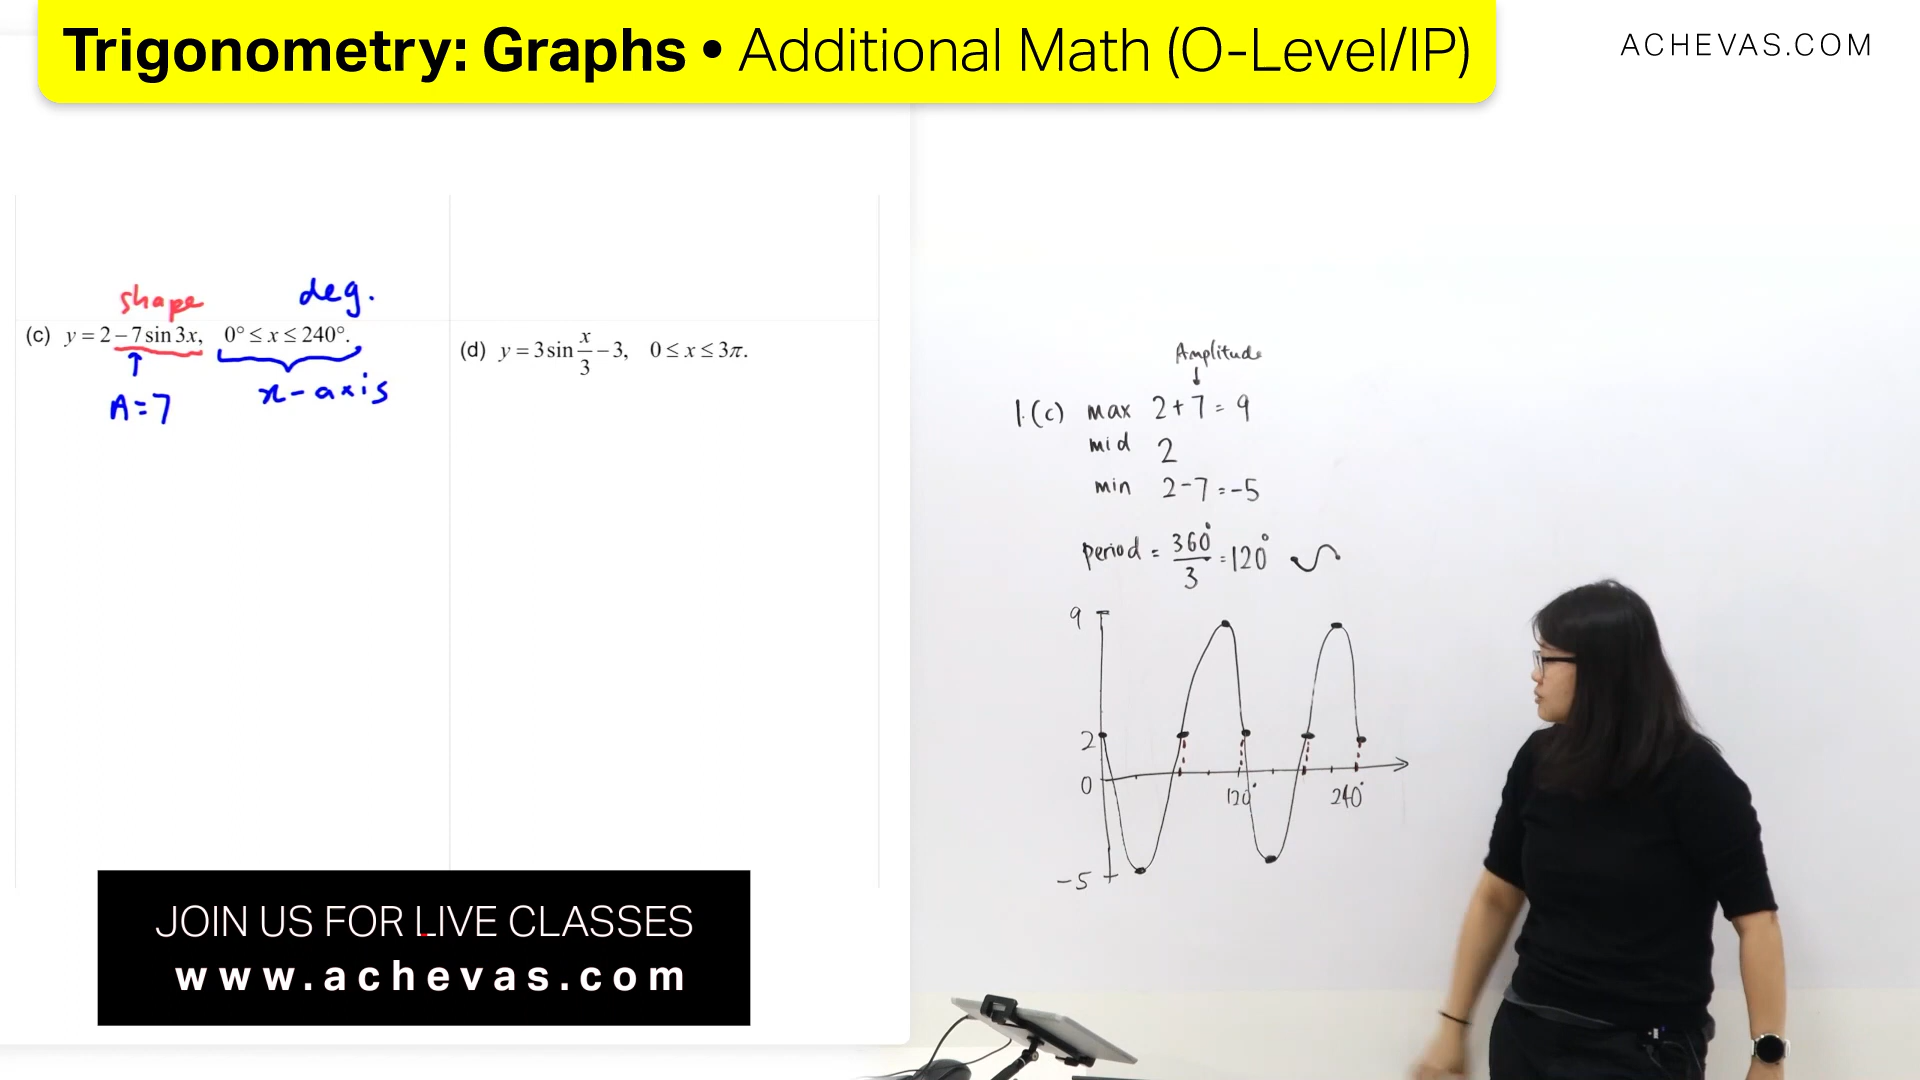 Trigonometry: Graphs • Additional Math (O-Level/IP)
ACHEVAS.COM
shape
deg.
(c) y = 2 – 7 sin 3x, 0° ≤ x ≤ 240°.
A = 7
x-axis
(d) y = 3 sin x/3 – 3, 0 ≤ x ≤ 3π.
Amplitude
1.(c) max 2 + 7 = 9
mid 2
min 2 - 7 = -5
period = 360°/3 = 120°
9
2
0
120° 240°
-5
JOIN US FOR LIVE CLASSES
www.achevas.com